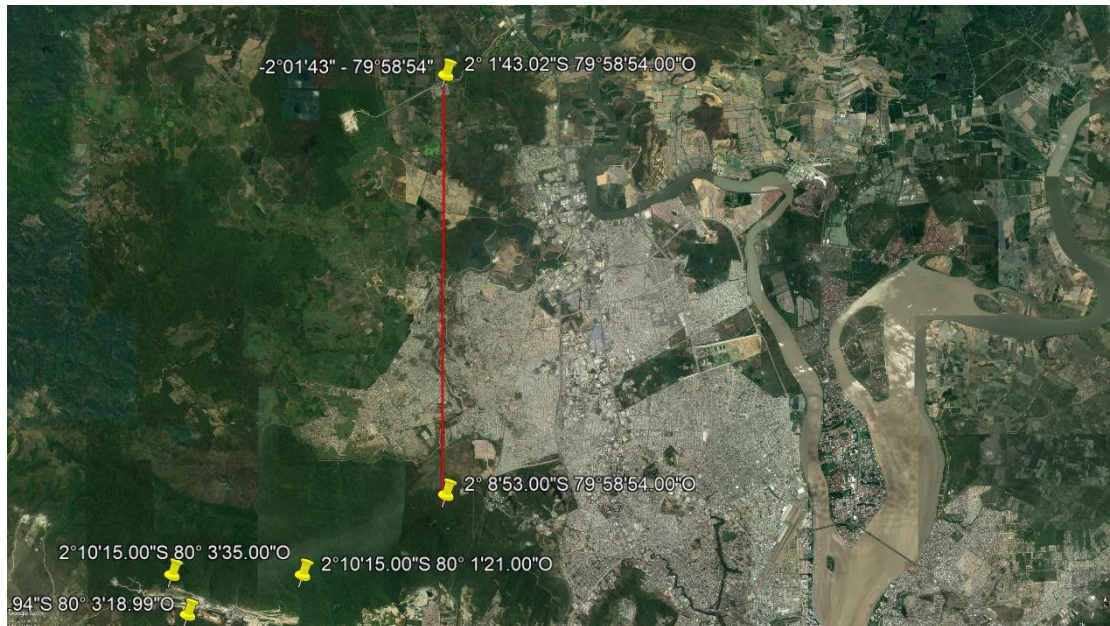 -2°01'43" - 79°58'54"
2° 1'43.02"S 79°58'54.00"O
2° 8'53.00"S 79°58'54.00"O
2°10'15.00"S 80° 3'35.00"O
2°10'15.00"S 80° 1'21.00"O
.94"S 80° 3'18.99"O